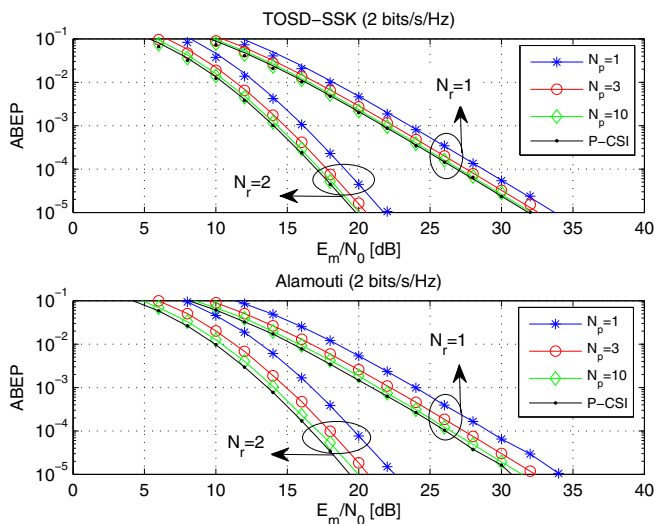 TOSD-SSK (2 bits/s/Hz)
ABEP
10^-1
10^-2
10^-3
10^-4
10^-5
N_r=1
N_r=2
N_p=1
N_p=3
N_p=10
P-CSI
0 5 10 15 20 25 30 35 40
E_m/N_0 [dB]
Alamouti (2 bits/s/Hz)
ABEP
10^-1
10^-2
10^-3
10^-4
10^-5
N_r=1
N_r=2
N_p=1
N_p=3
N_p=10
P-CSI
0 5 10 15 20 25 30 35 40
E_m/N_0 [dB]